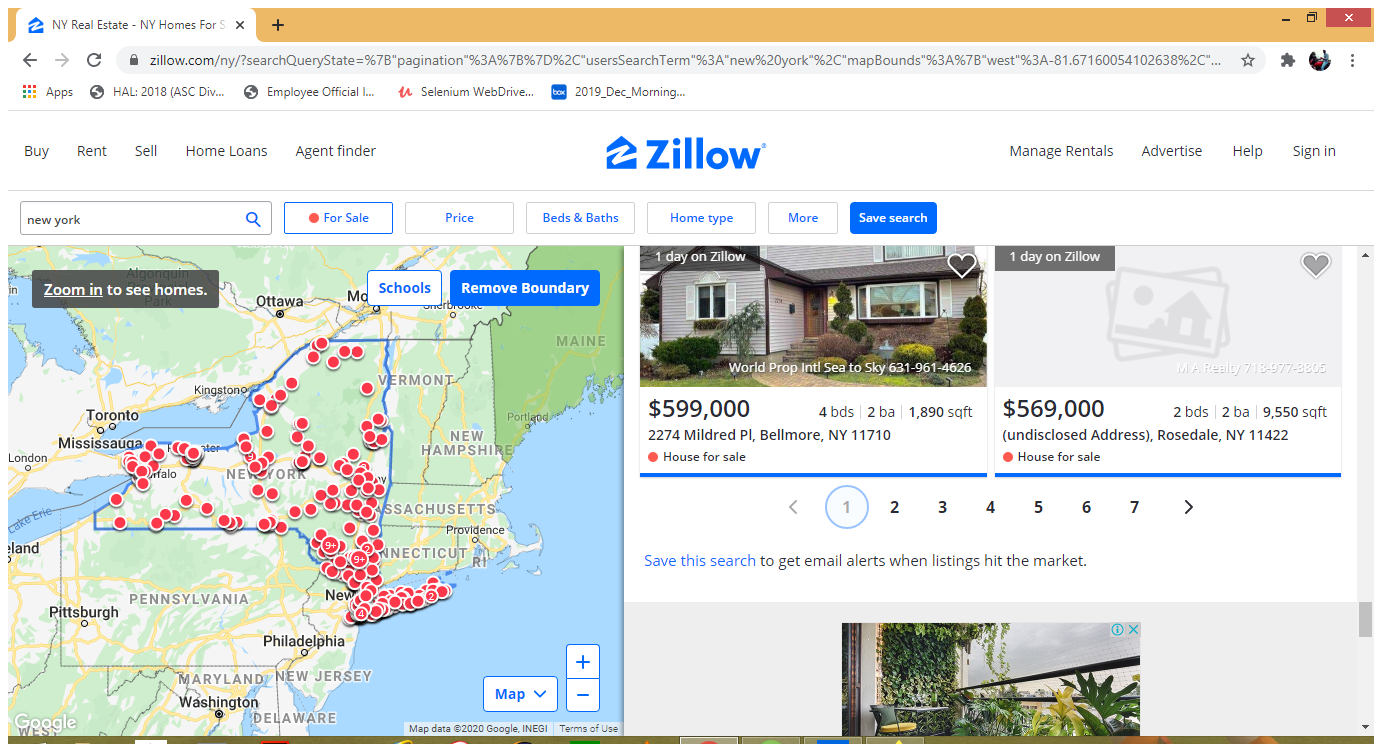 NY Real Estate - NY Homes For S
zillow.com/ny/?searchQueryState=%7B"pagination"%3A%7B%7D%2C"usersSearchTerm"%3A"new%20york"%2C"mapBounds"%3A%7B"west"%3A-81.67160054102638%2C"...
Apps HAL: 2018 (ASC Div... Employee Official I... Selenium WebDrive... box 2019_Dec_Morning...
Buy Rent Sell Home Loans Agent finder Zillow Manage Rentals Advertise Help Sign in
new york For Sale Price Beds & Baths Home type More Save search
Zoom in to see homes.
Schools Remove Boundary
Algonquin
Ottawa
Sherbrooke
MAINE
VERMONT
Kingston
Toronto
Portland
Mississauga
NEW
HAMPSHIRE
London
NEW YORK
Lake Erie
Providence
RI
PENNSYLVANIA
Pittsburgh
Philadelphia
MARYLAND NEW JERSEY
Washington
DELAWARE
9+
2
9+
2
4
Map
+
−
Google
Map data ©2020 Google, INEGI Terms of Use
1 day on Zillow
World Prop Intl Sea to Sky 631-961-4626
$599,000 4 bds 2 ba 1,890 sqft
2274 Mildred Pl, Bellmore, NY 11710
House for sale
1 day on Zillow
M A Realty 718-977-8805
$569,000 2 bds 2 ba 9,550 sqft
(undisclosed Address), Rosedale, NY 11422
House for sale
1 2 3 4 5 6 7
Save this search to get email alerts when listings hit the market.